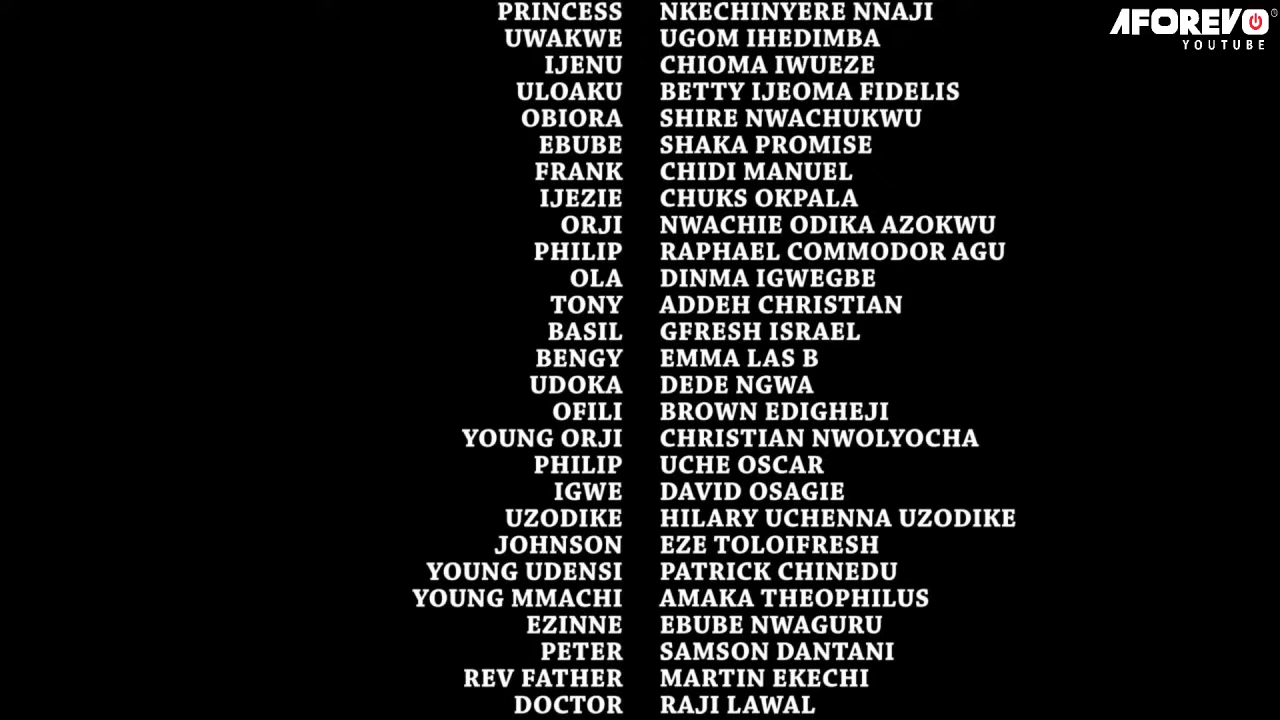 AFOREVO
YOUTUBE
PRINCESS NKECHINYERE NNAJI
UWAKWE UGOM IHEDIMBA
IJENU CHIOMA IWUEZE
ULOAKU BETTY IJEOMA FIDELIS
OBIORA SHIRE NWACHUKWU
EBUBE SHAKA PROMISE
FRANK CHIDI MANUEL
IJEZIE CHUKS OKPALA
ORJI NWACHIE ODIKA AZOKWU
PHILIP RAPHAEL COMMODOR AGU
OLA DINMA IGWEGBE
TONY ADDEH CHRISTIAN
BASIL GFRESH ISRAEL
BENGY EMMA LAS B
UDOKA DEDE NGWA
OFILI BROWN EDIGHEJI
YOUNG ORJI CHRISTIAN NWOLYOCHA
PHILIP UCHE OSCAR
IGWE DAVID OSAGIE
UZODIKE HILARY UCHENNA UZODIKE
JOHNSON EZE TOLOIFRESH
YOUNG UDENSI PATRICK CHINEDU
YOUNG MMACHI AMAKA THEOPHILUS
EZINNE EBUBE NWAGURU
PETER SAMSON DANTANI
REV FATHER MARTIN EKECHI
DOCTOR RAJI LAWAL